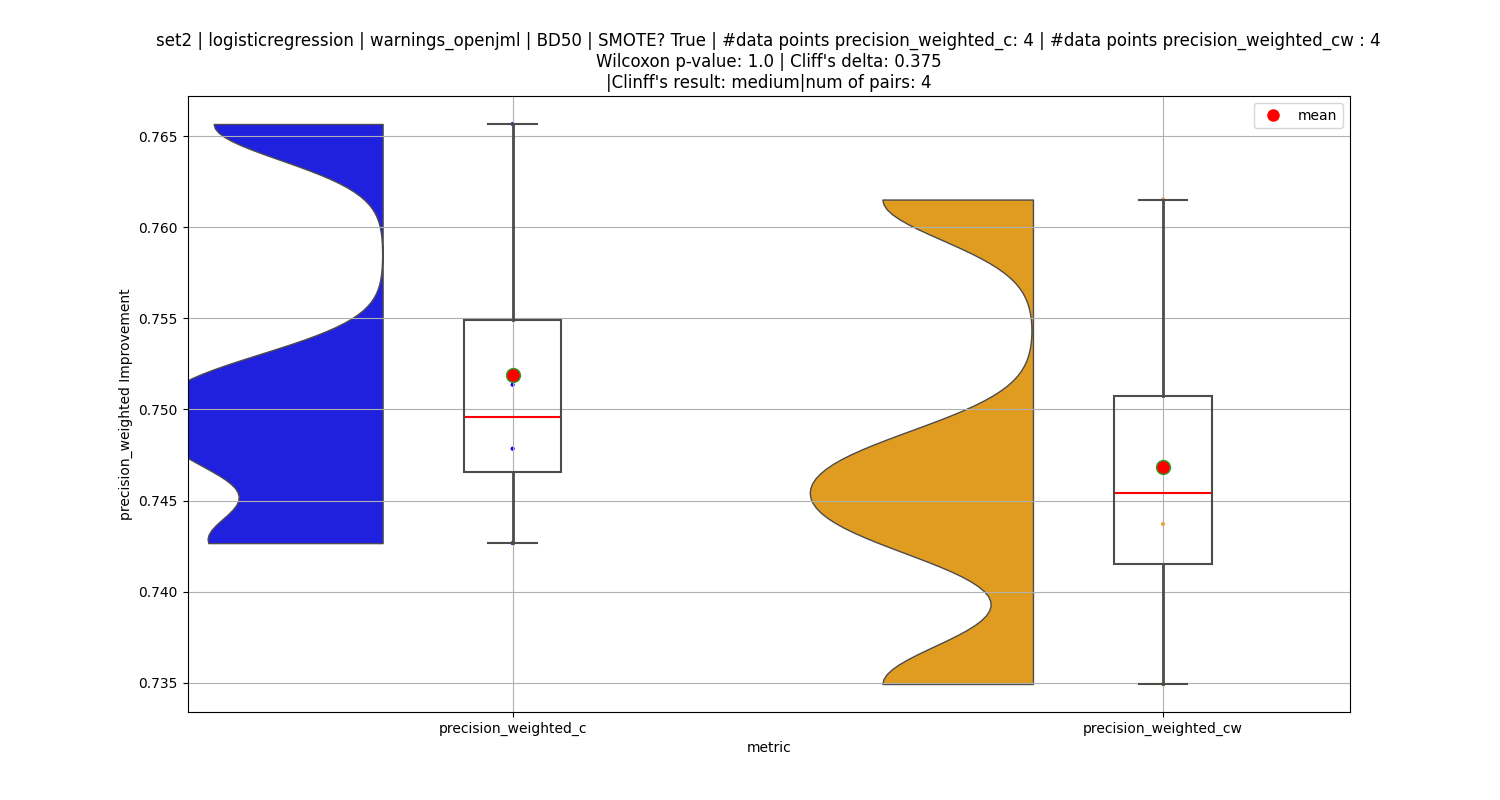 set2 | logisticregression | warnings_openjml | BD50 | SMOTE? True | #data points precision_weighted_c: 4 | #data points precision_weighted_cw : 4
Wilcoxon p-value: 1.0 | Cliff's delta: 0.375
|Clinff's result: medium|num of pairs: 4
mean
0.765
0.760
0.755
0.750
0.745
0.740
0.735
precision_weighted Improvement
precision_weighted_c
precision_weighted_cw
metric